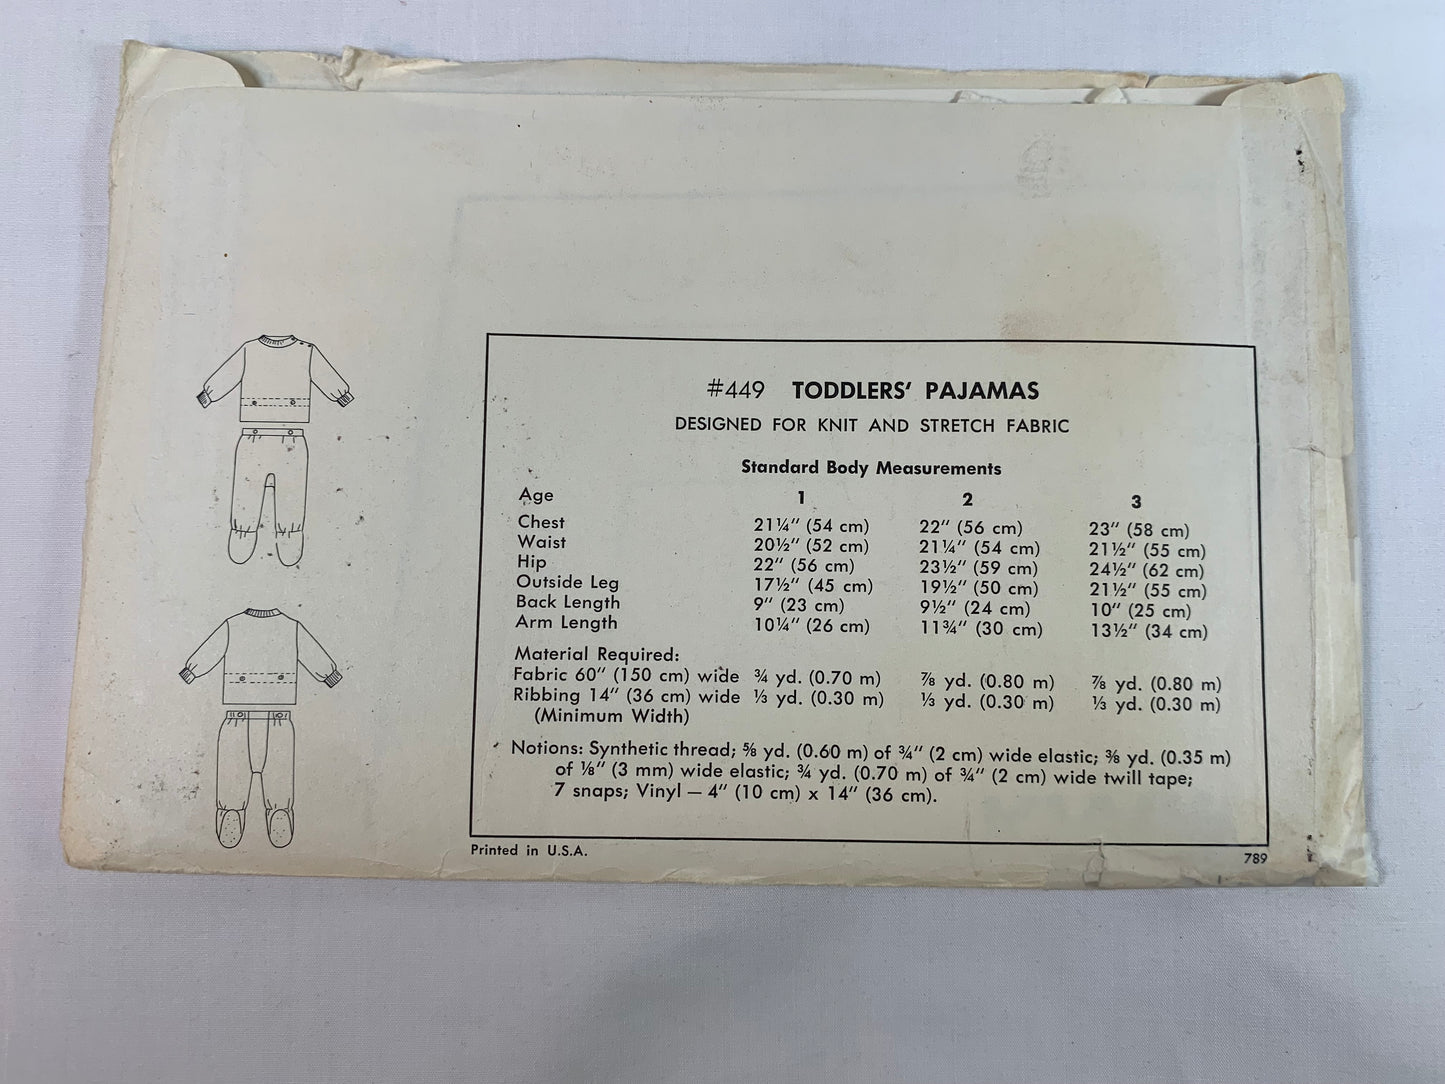 #449 TODDLERS' PAJAMAS
DESIGNED FOR KNIT AND STRETCH FABRIC
Standard Body Measurements
Age 1 2 3
Chest 21¼" (54 cm) 22" (56 cm) 23" (58 cm)
Waist 20½" (52 cm) 21¼" (54 cm) 21½" (55 cm)
Hip 22" (56 cm) 23½" (59 cm) 24½" (62 cm)
Outside Leg 17½" (45 cm) 19½" (50 cm) 21½" (55 cm)
Back Length 9" (23 cm) 9½" (24 cm) 10" (25 cm)
Arm Length 10¼" (26 cm) 11¾" (30 cm) 13½" (34 cm)
Material Required:
Fabric 60" (150 cm) wide ¾ yd. (0.70 m) ⅞ yd. (0.80 m) ⅞ yd. (0.80 m)
Ribbing 14" (36 cm) wide ⅓ yd. (0.30 m) ⅓ yd. (0.30 m) ⅓ yd. (0.30 m)
(Minimum Width)
Notions: Synthetic thread; ⅝ yd. (0.60 m) of ¾" (2 cm) wide elastic; ⅜ yd. (0.35 m)
of ⅛" (3 mm) wide elastic; ¾ yd. (0.70 m) of ¾" (2 cm) wide twill tape;
7 snaps; Vinyl — 4" (10 cm) x 14" (36 cm).
Printed in U.S.A. 789